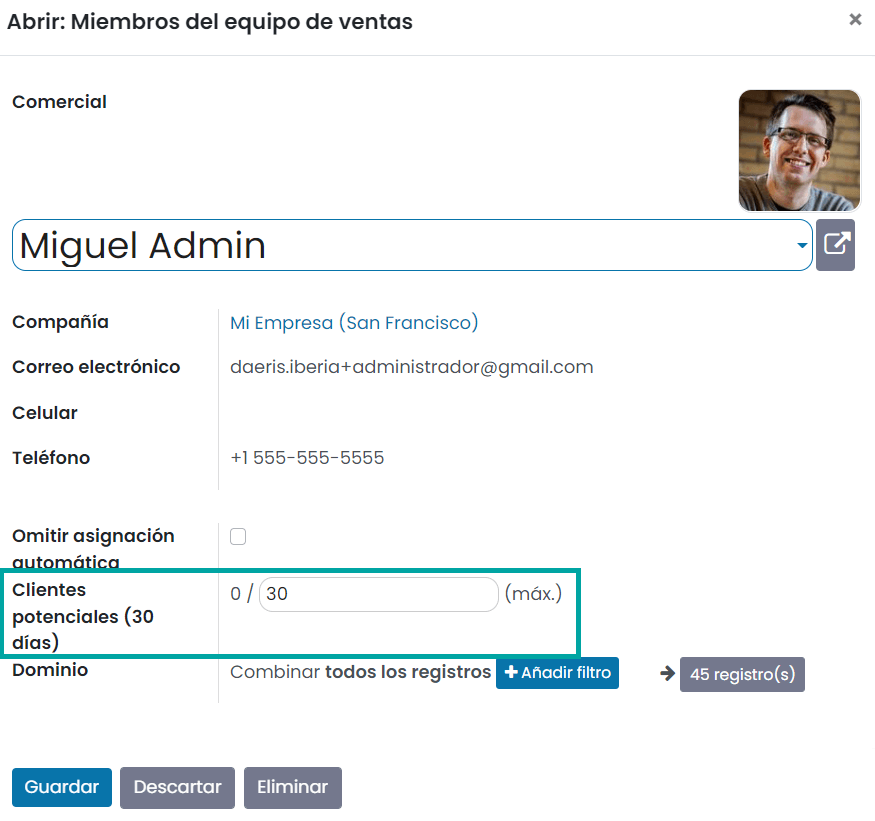 Abrir: Miembros del equipo de ventas ×
Comercial
Miguel Admin
Compañía Mi Empresa (San Francisco)
Correo electrónico daeris.iberia+administrador@gmail.com
Celular
Teléfono +1 555-555-5555
Omitir asignación
automática
Clientes 0 / 30 (máx.)
potenciales (30
días)
Dominio Combinar todos los registros +Añadir filtro → 45 registro(s)
Guardar Descartar Eliminar